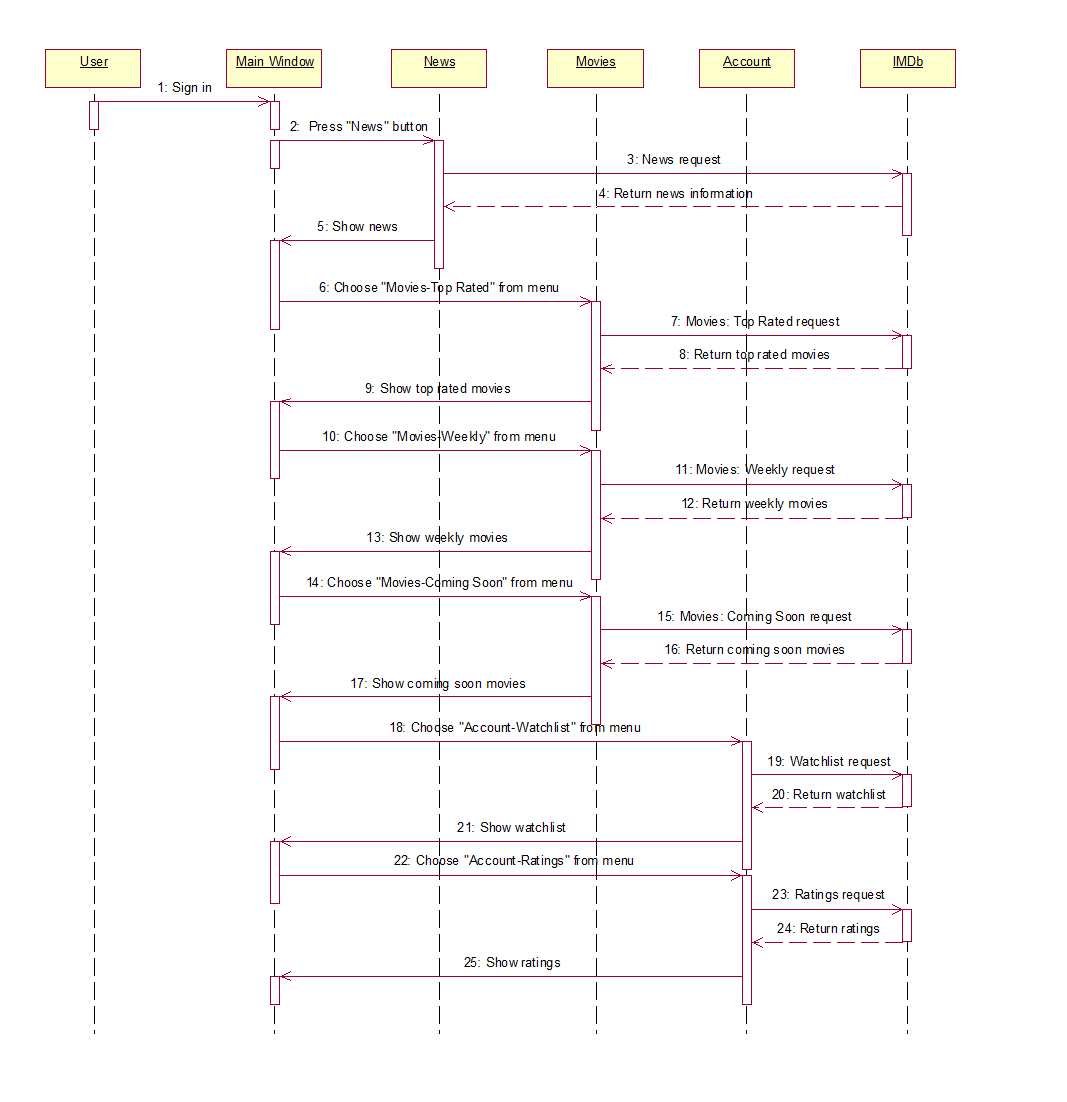 User
Main Window
News
Movies
Account
IMDb
1: Sign in
2: Press "News" button
3: News request
4: Return news information
5: Show news
6: Choose "Movies-Top Rated" from menu
7: Movies: Top Rated request
8: Return top rated movies
9: Show top rated movies
10: Choose "Movies-Weekly" from menu
11: Movies: Weekly request
12: Return weekly movies
13: Show weekly movies
14: Choose "Movies-Coming Soon" from menu
15: Movies: Coming Soon request
16: Return coming soon movies
17: Show coming soon movies
18: Choose "Account-Watchlist" from menu
19: Watchlist request
20: Return watchlist
21: Show watchlist
22: Choose "Account-Ratings" from menu
23: Ratings request
24: Return ratings
25: Show ratings